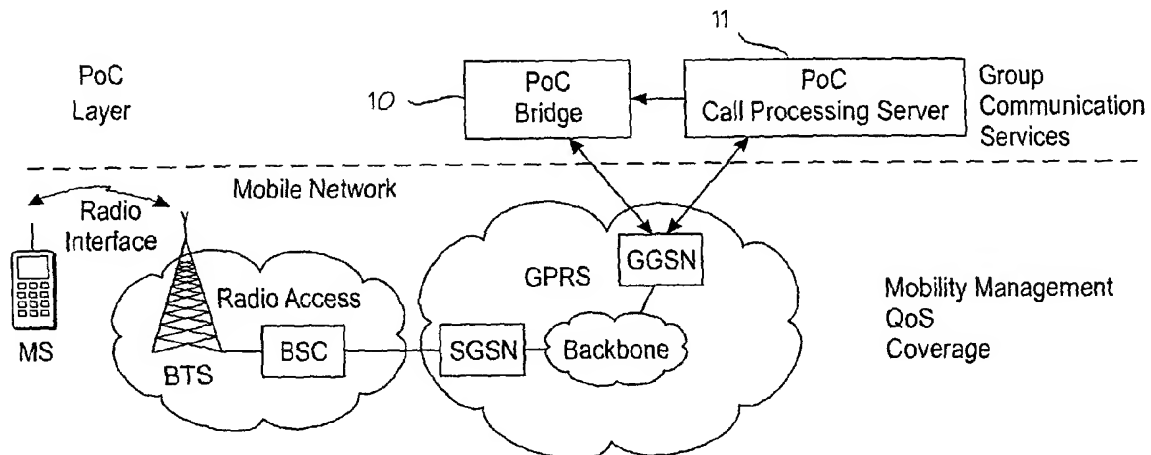 11
PoC
Layer
10
PoC
Bridge
PoC
Call Processing Server
Group
Communication
Services
Mobile Network
Radio
Interface
MS
Radio Access
BTS
BSC
GPRS
GGSN
SGSN
Backbone
Mobility Management
QoS
Coverage